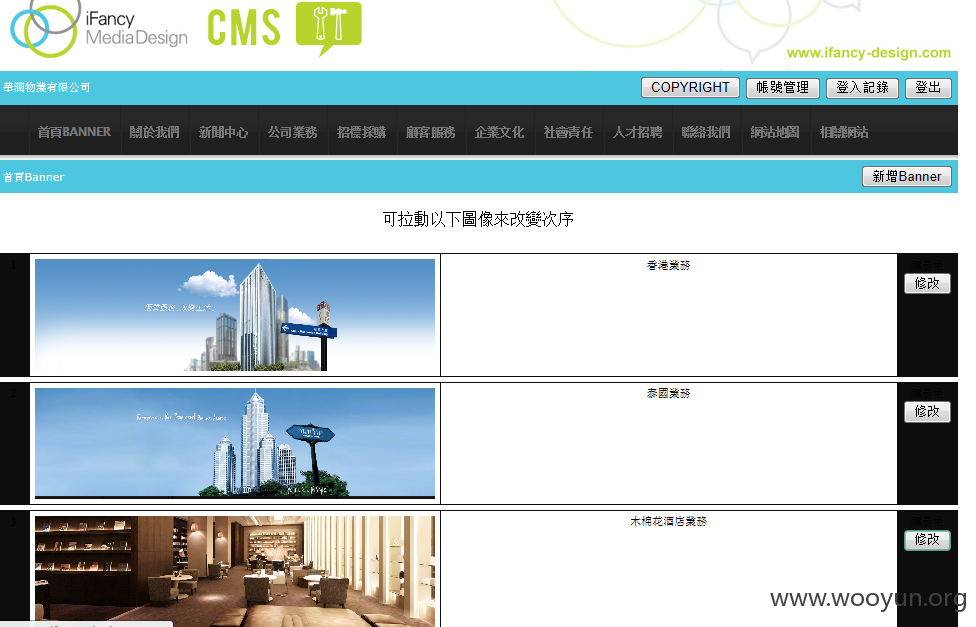 iFancy
MediaDesign
CMS
www.ifancy-design.com
華潤物業有限公司
COPYRIGHT
帳號管理
登入記錄
登出
首頁BANNER
關於我們
新聞中心
公司業務
招標採購
顧客服務
企業文化
社會責任
人才招聘
聯絡我們
網站地圖
相關網站
首頁Banner
新增Banner
可拉動以下圖像來改變次序
1
香港業務
修改
2
泰國業務
修改
3
木棉花酒店業務
修改
www.wooyun.org